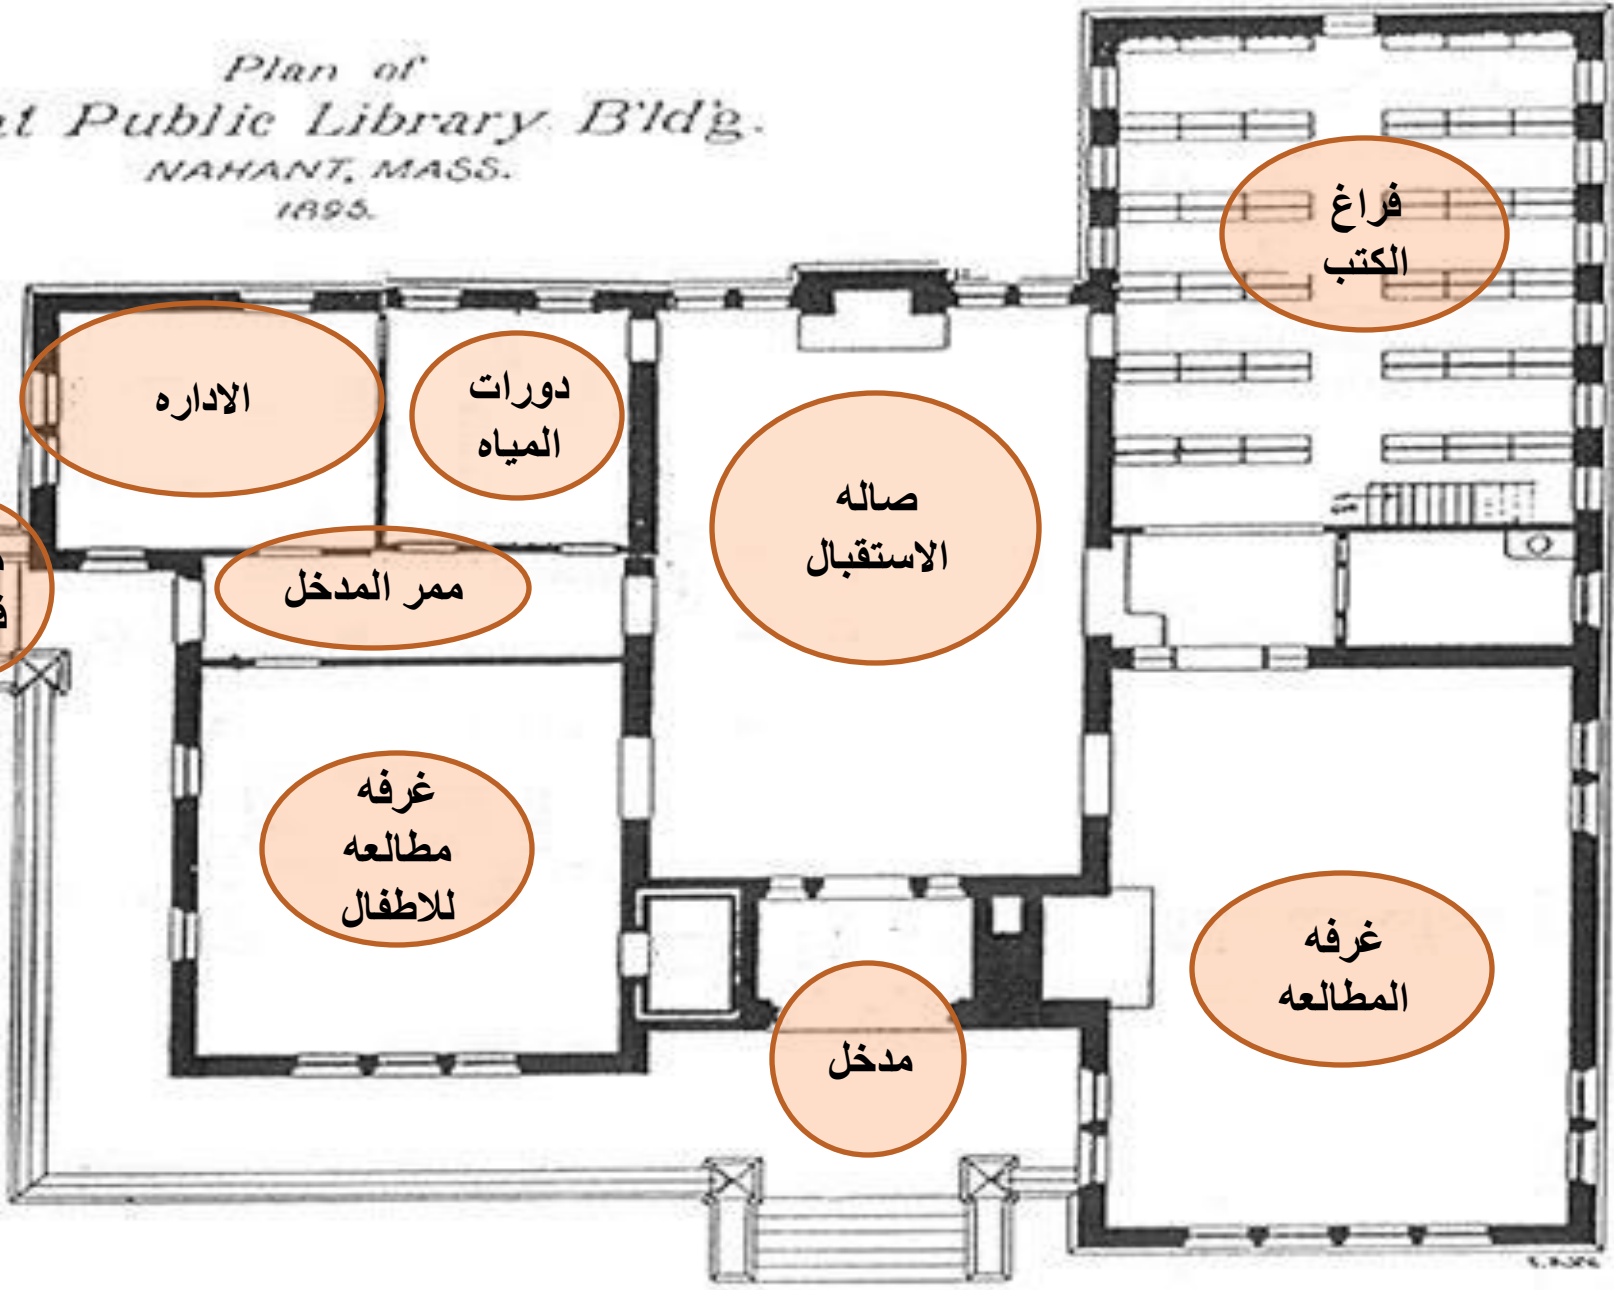 Plan of
Public Library B'ld'g.
NAHANT, MASS.
1895.
فراغ
الكتب
الاداره
دورات
المياه
صاله
الاستقبال
ممر المدخل
غرفه
مطالعه
للاطفال
غرفه
المطالعه
مدخل